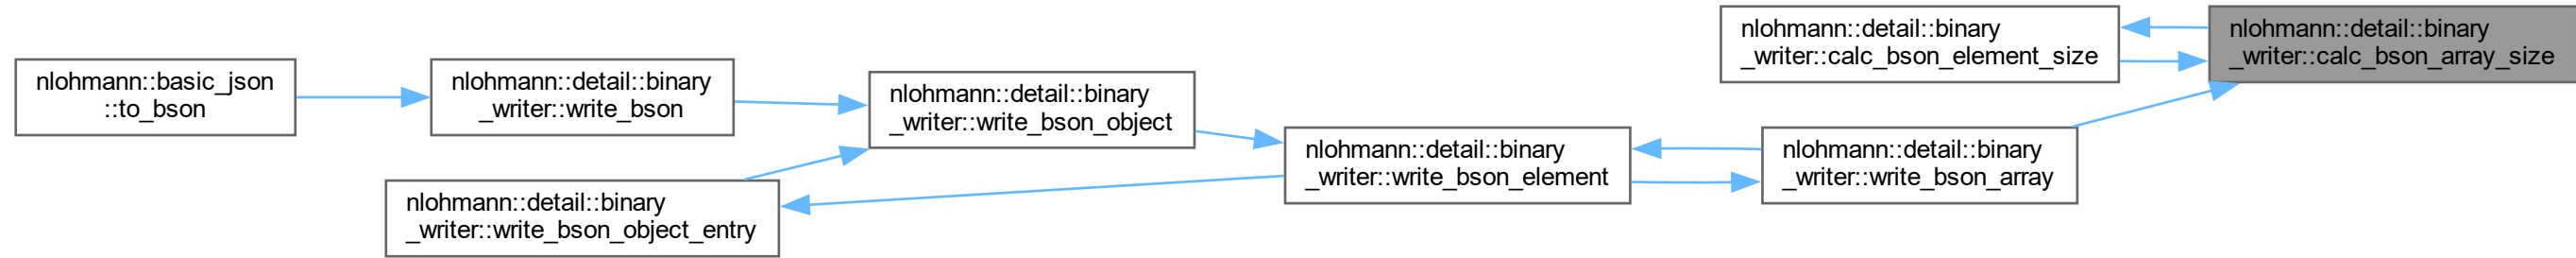 nlohmann::basic_json
::to_bson
nlohmann::detail::binary
_writer::write_bson
nlohmann::detail::binary
_writer::write_bson_object
nlohmann::detail::binary
_writer::write_bson_object_entry
nlohmann::detail::binary
_writer::write_bson_element
nlohmann::detail::binary
_writer::calc_bson_element_size
nlohmann::detail::binary
_writer::write_bson_array
nlohmann::detail::binary
_writer::calc_bson_array_size